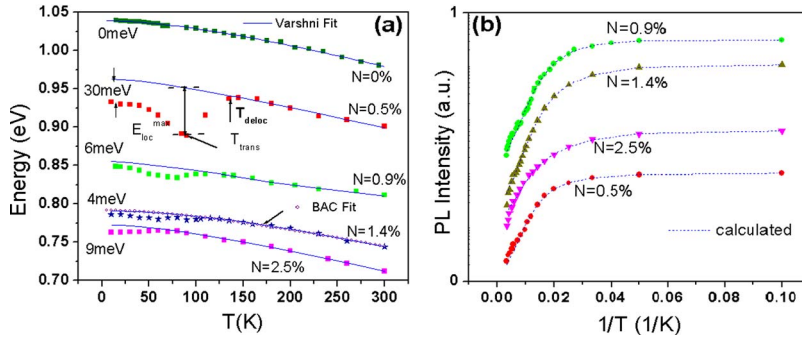 1.05
1.00
0.95
0.90
0.85
0.80
0.75
0.70
Energy (eV)
0 50 100 150 200 250 300
T(K)
(a)
Varshni Fit
0meV
N=0%
30meV
N=0.5%
E loc max
T deloc
T trans
6meV
N=0.9%
4meV
BAC Fit
N=1.4%
9meV
N=2.5%
(b)
1
0
PL Intensity (a.u.)
N=0.9%
N=1.4%
N=2.5%
N=0.5%
calculated
0.00 0.02 0.04 0.06 0.08 0.10
1/T (1/K)